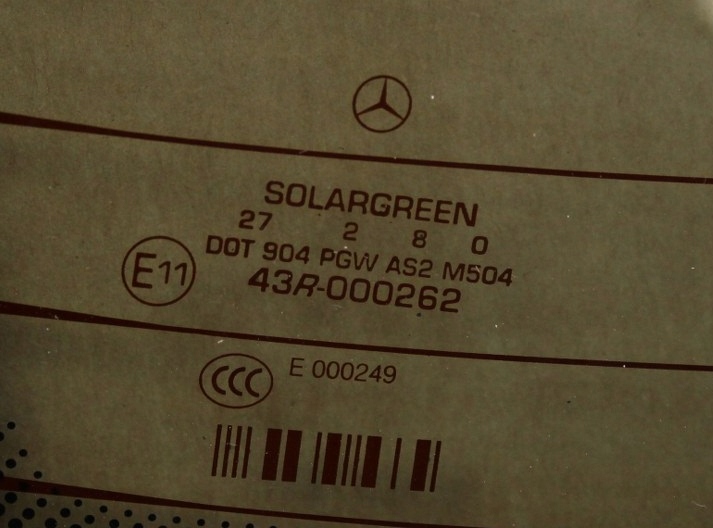 SOLARGREEN
27 2 8 0
DOT 904 PGW AS2 M504
E11
43R-000262
CCC E 000249